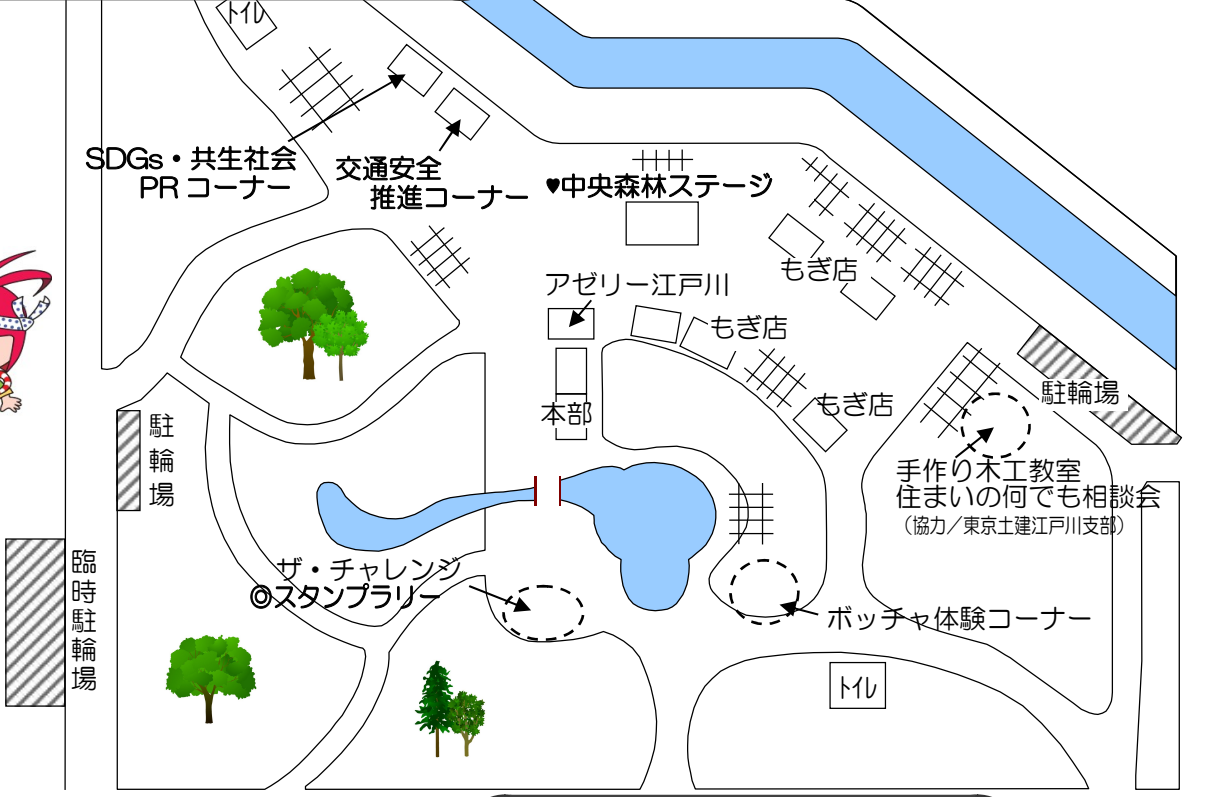 ﾄｲﾚ
SDGs・共生社会
PR コーナー
交通安全
推進コーナー
♥中央森林ステージ
もぎ店
アゼリー江戸川
もぎ店
駐輪場
もぎ店
本部
駐輪場
手作り木工教室
住まいの何でも相談会
（協力／東京土建江戸川支部）
臨時駐輪場
ザ・チャレンジ
◎スタンプラリー
ボッチャ体験コーナー
ﾄｲﾚ